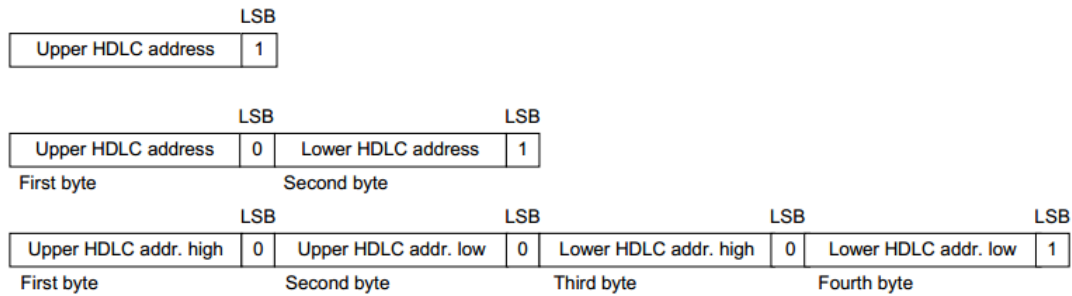 LSB
Upper HDLC address 1
LSB LSB
Upper HDLC address 0 Lower HDLC address 1
First byte Second byte
LSB LSB LSB LSB
Upper HDLC addr. high 0 Upper HDLC addr. low 0 Lower HDLC addr. high 0 Lower HDLC addr. low 1
First byte Second byte Third byte Fourth byte